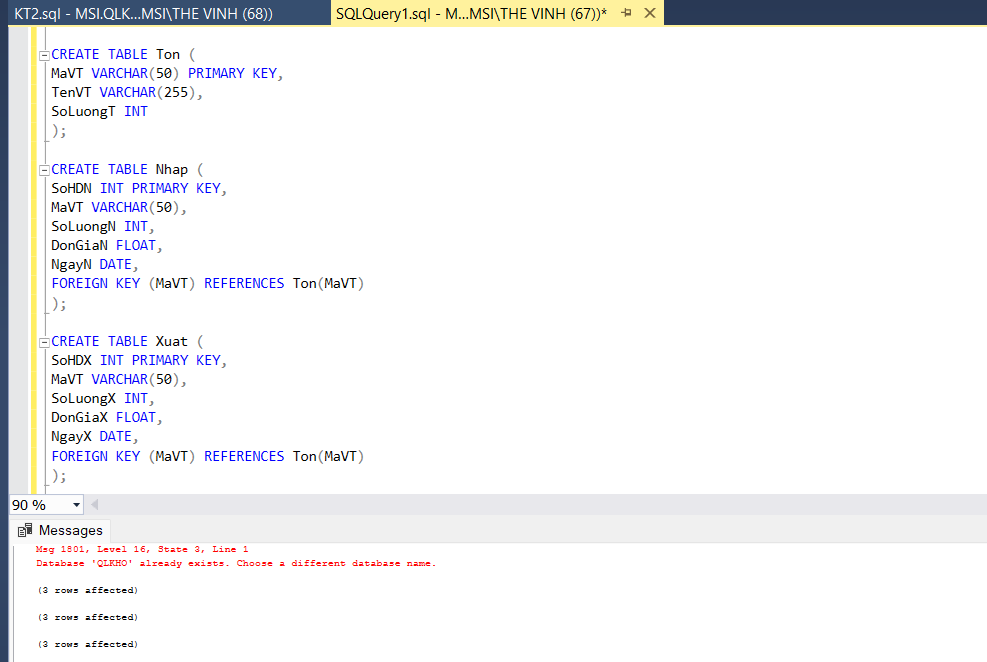 KT2.sql - MSI.QLK...MSI\THE VINH (68))
SQLQuery1.sql - M...MSI\THE VINH (67))*
CREATE TABLE Ton (
MaVT VARCHAR(50) PRIMARY KEY,
TenVT VARCHAR(255),
SoLuongT INT
);
CREATE TABLE Nhap (
SoHDN INT PRIMARY KEY,
MaVT VARCHAR(50),
SoLuongN INT,
DonGiaN FLOAT,
NgayN DATE,
FOREIGN KEY (MaVT) REFERENCES Ton(MaVT)
);
CREATE TABLE Xuat (
SoHDX INT PRIMARY KEY,
MaVT VARCHAR(50),
SoLuongX INT,
DonGiaX FLOAT,
NgayX DATE,
FOREIGN KEY (MaVT) REFERENCES Ton(MaVT)
);
90 %
Messages
Msg 1801, Level 16, State 3, Line 1
Database 'QLKHO' already exists. Choose a different database name.
(3 rows affected)
(3 rows affected)
(3 rows affected)